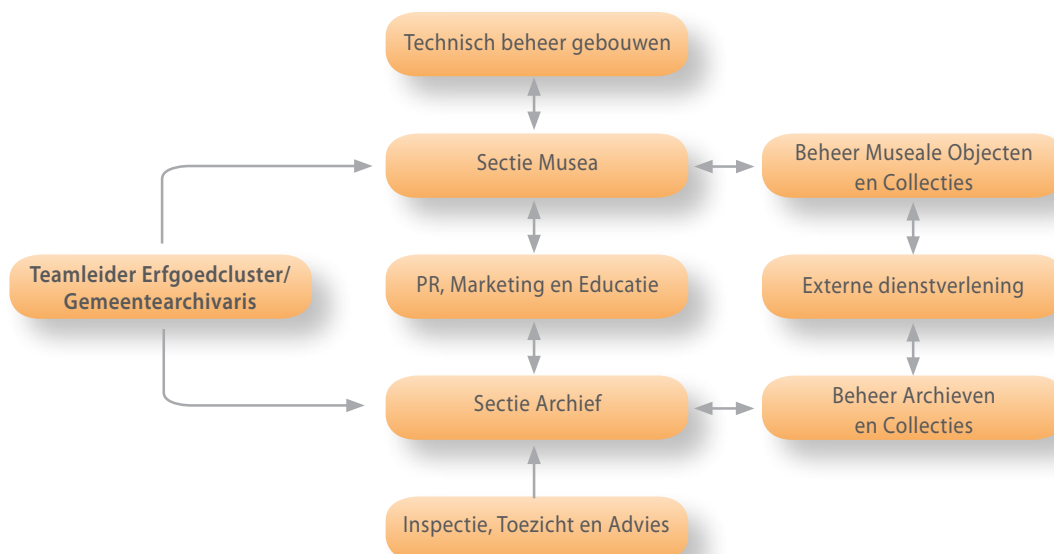 Technisch beheer gebouwen
Sectie Musea
Beheer Museale Objecten
en Collecties
Teamleider Erfgoedcluster/
Gemeentearchivaris
PR, Marketing en Educatie
Externe dienstverlening
Sectie Archief
Beheer Archieven
en Collecties
Inspectie, Toezicht en Advies